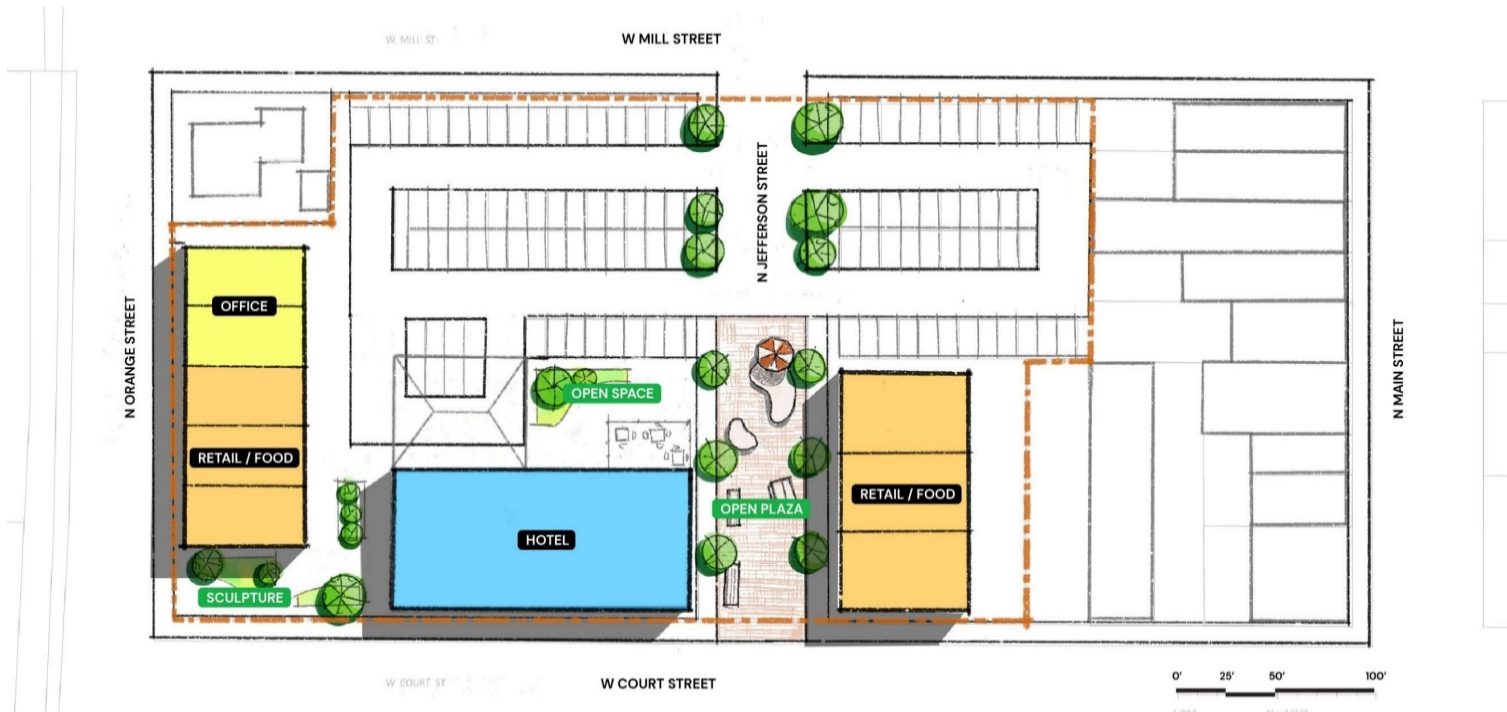 W. MILL ST
W MILL STREET
N JEFFERSON STREET
OFFICE
N ORANGE STREET
N MAIN STREET
OPEN SPACE
RETAIL / FOOD
RETAIL / FOOD
OPEN PLAZA
HOTEL
SCULPTURE
W COURT ST
W COURT STREET
0' 25' 50' 100'